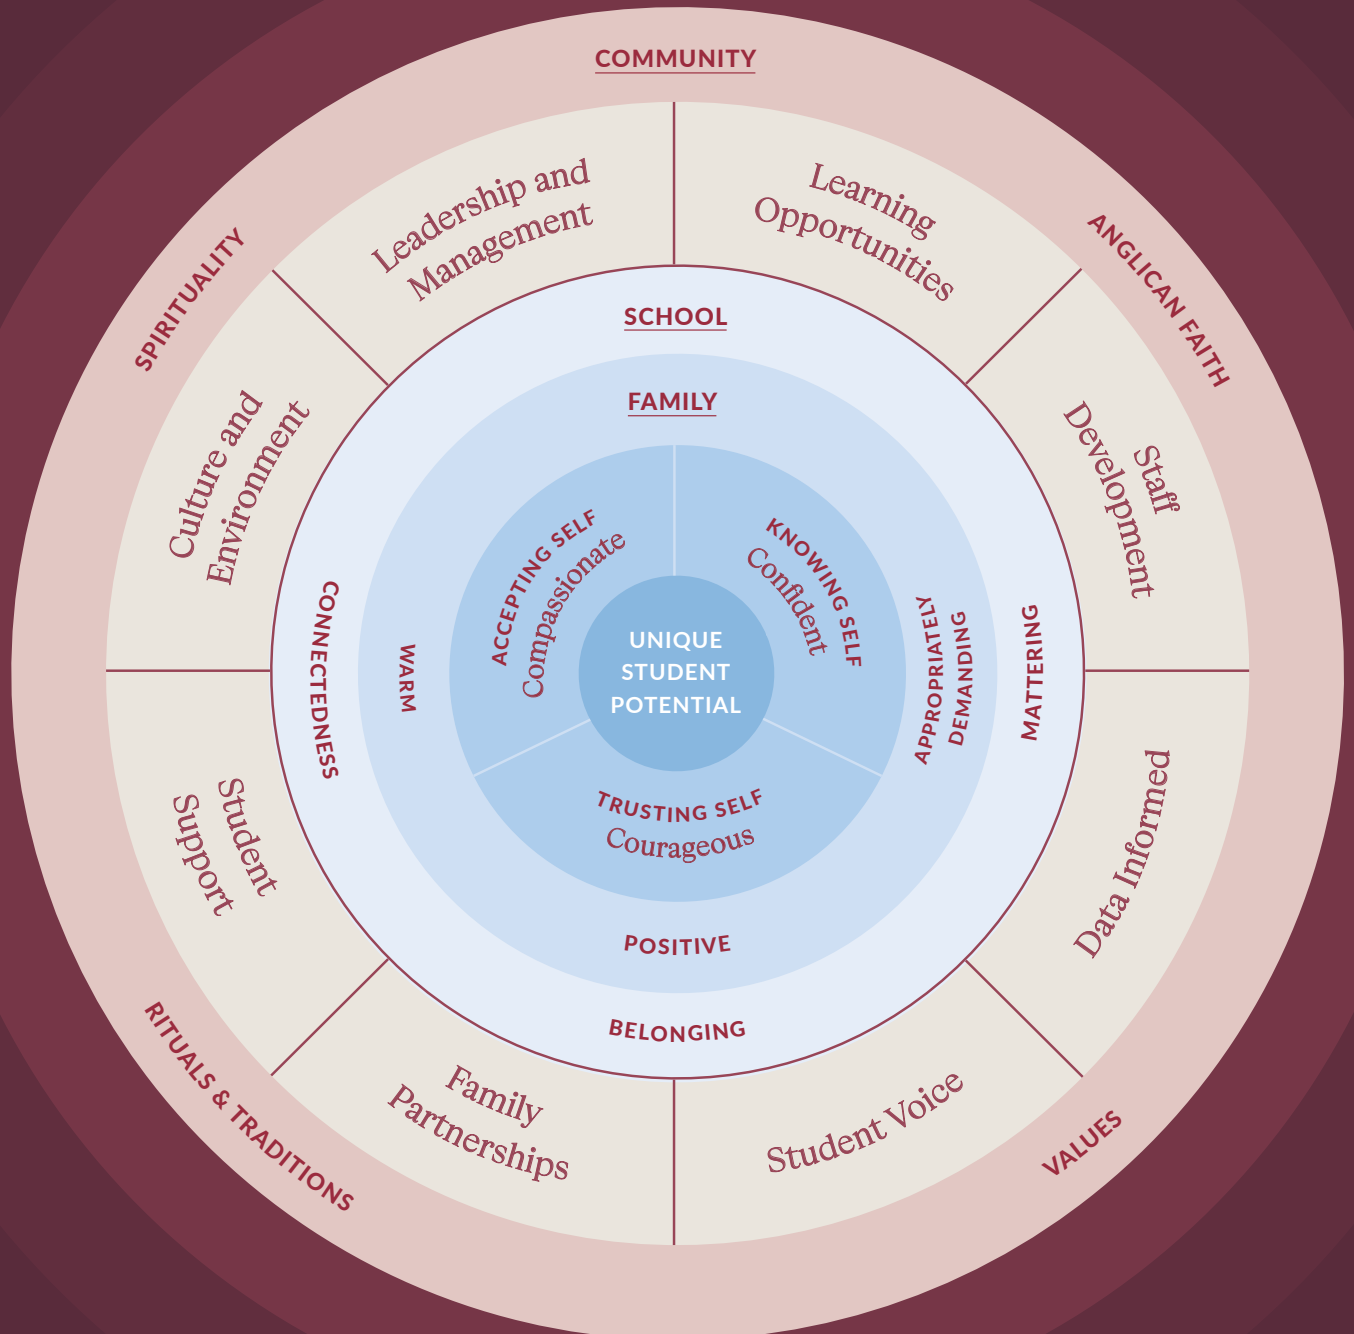 COMMUNITY
ANGLICAN FAITH
VALUES
RITUALS & TRADITIONS
SPIRITUALITY
Learning
Opportunities
Staff
Development
Data Informed
Student Voice
Family
Partnerships
Student
Support
Culture and
Environment
Leadership and
Management
SCHOOL
MATTERING
BELONGING
CONNECTEDNESS
FAMILY
APPROPRIATELY
DEMANDING
POSITIVE
WARM
KNOWING SELF
Confident
TRUSTING SELF
Courageous
ACCEPTING SELF
Compassionate
UNIQUE
STUDENT
POTENTIAL